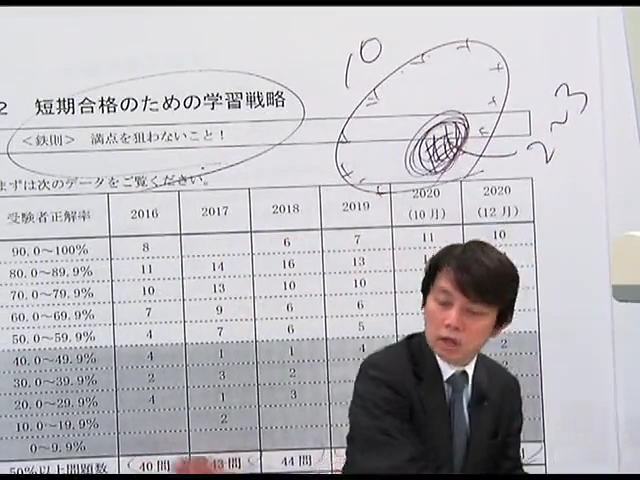 10
2 短期合格のための学習戦略
<鉄則> 満点を狙わないこと!
2~3
まずは次のデータをご覧ください。
受験者正解率 2016 2017 2018 2019 2020 (10月) 2020 (12月)
90.0~100% 8 6 7 11 10
80.0~89.9% 11 14 16 13
70.0~79.9% 10 13 10 10
60.0~69.9% 7 9 6 6
50.0~59.9% 4 7 6 5
40.0~49.9% 4 1 1 4 2
30.0~39.9% 2 3 2
20.0~29.9% 4 1 3
10.0~19.9% 2
0~9.9%
50%以上問題数 40問 43問 44問